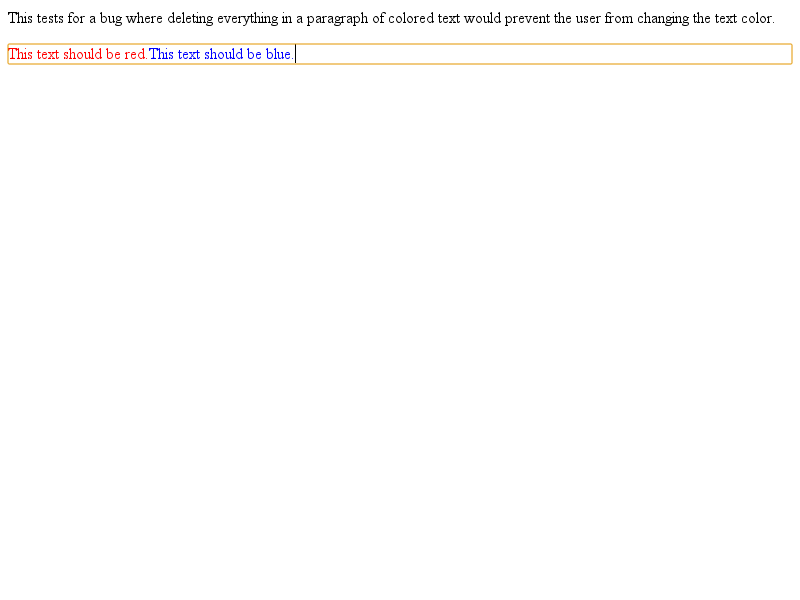 This tests for a bug where deleting everything in a paragraph of colored text would prevent the user from changing the text color.
This text should be red.This text should be blue.